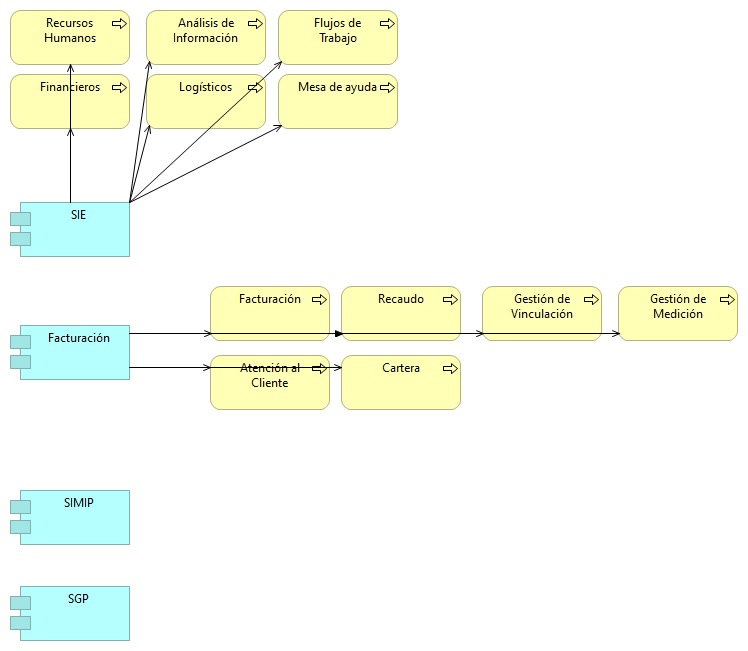 Recursos
Humanos
Análisis de
Información
Flujos de
Trabajo
Financieros
Logísticos
Mesa de ayuda
SIE
Facturación
Recaudo
Gestión de
Vinculación
Gestión de
Medición
Facturación
Atención al
Cliente
Cartera
SIMIP
SGP